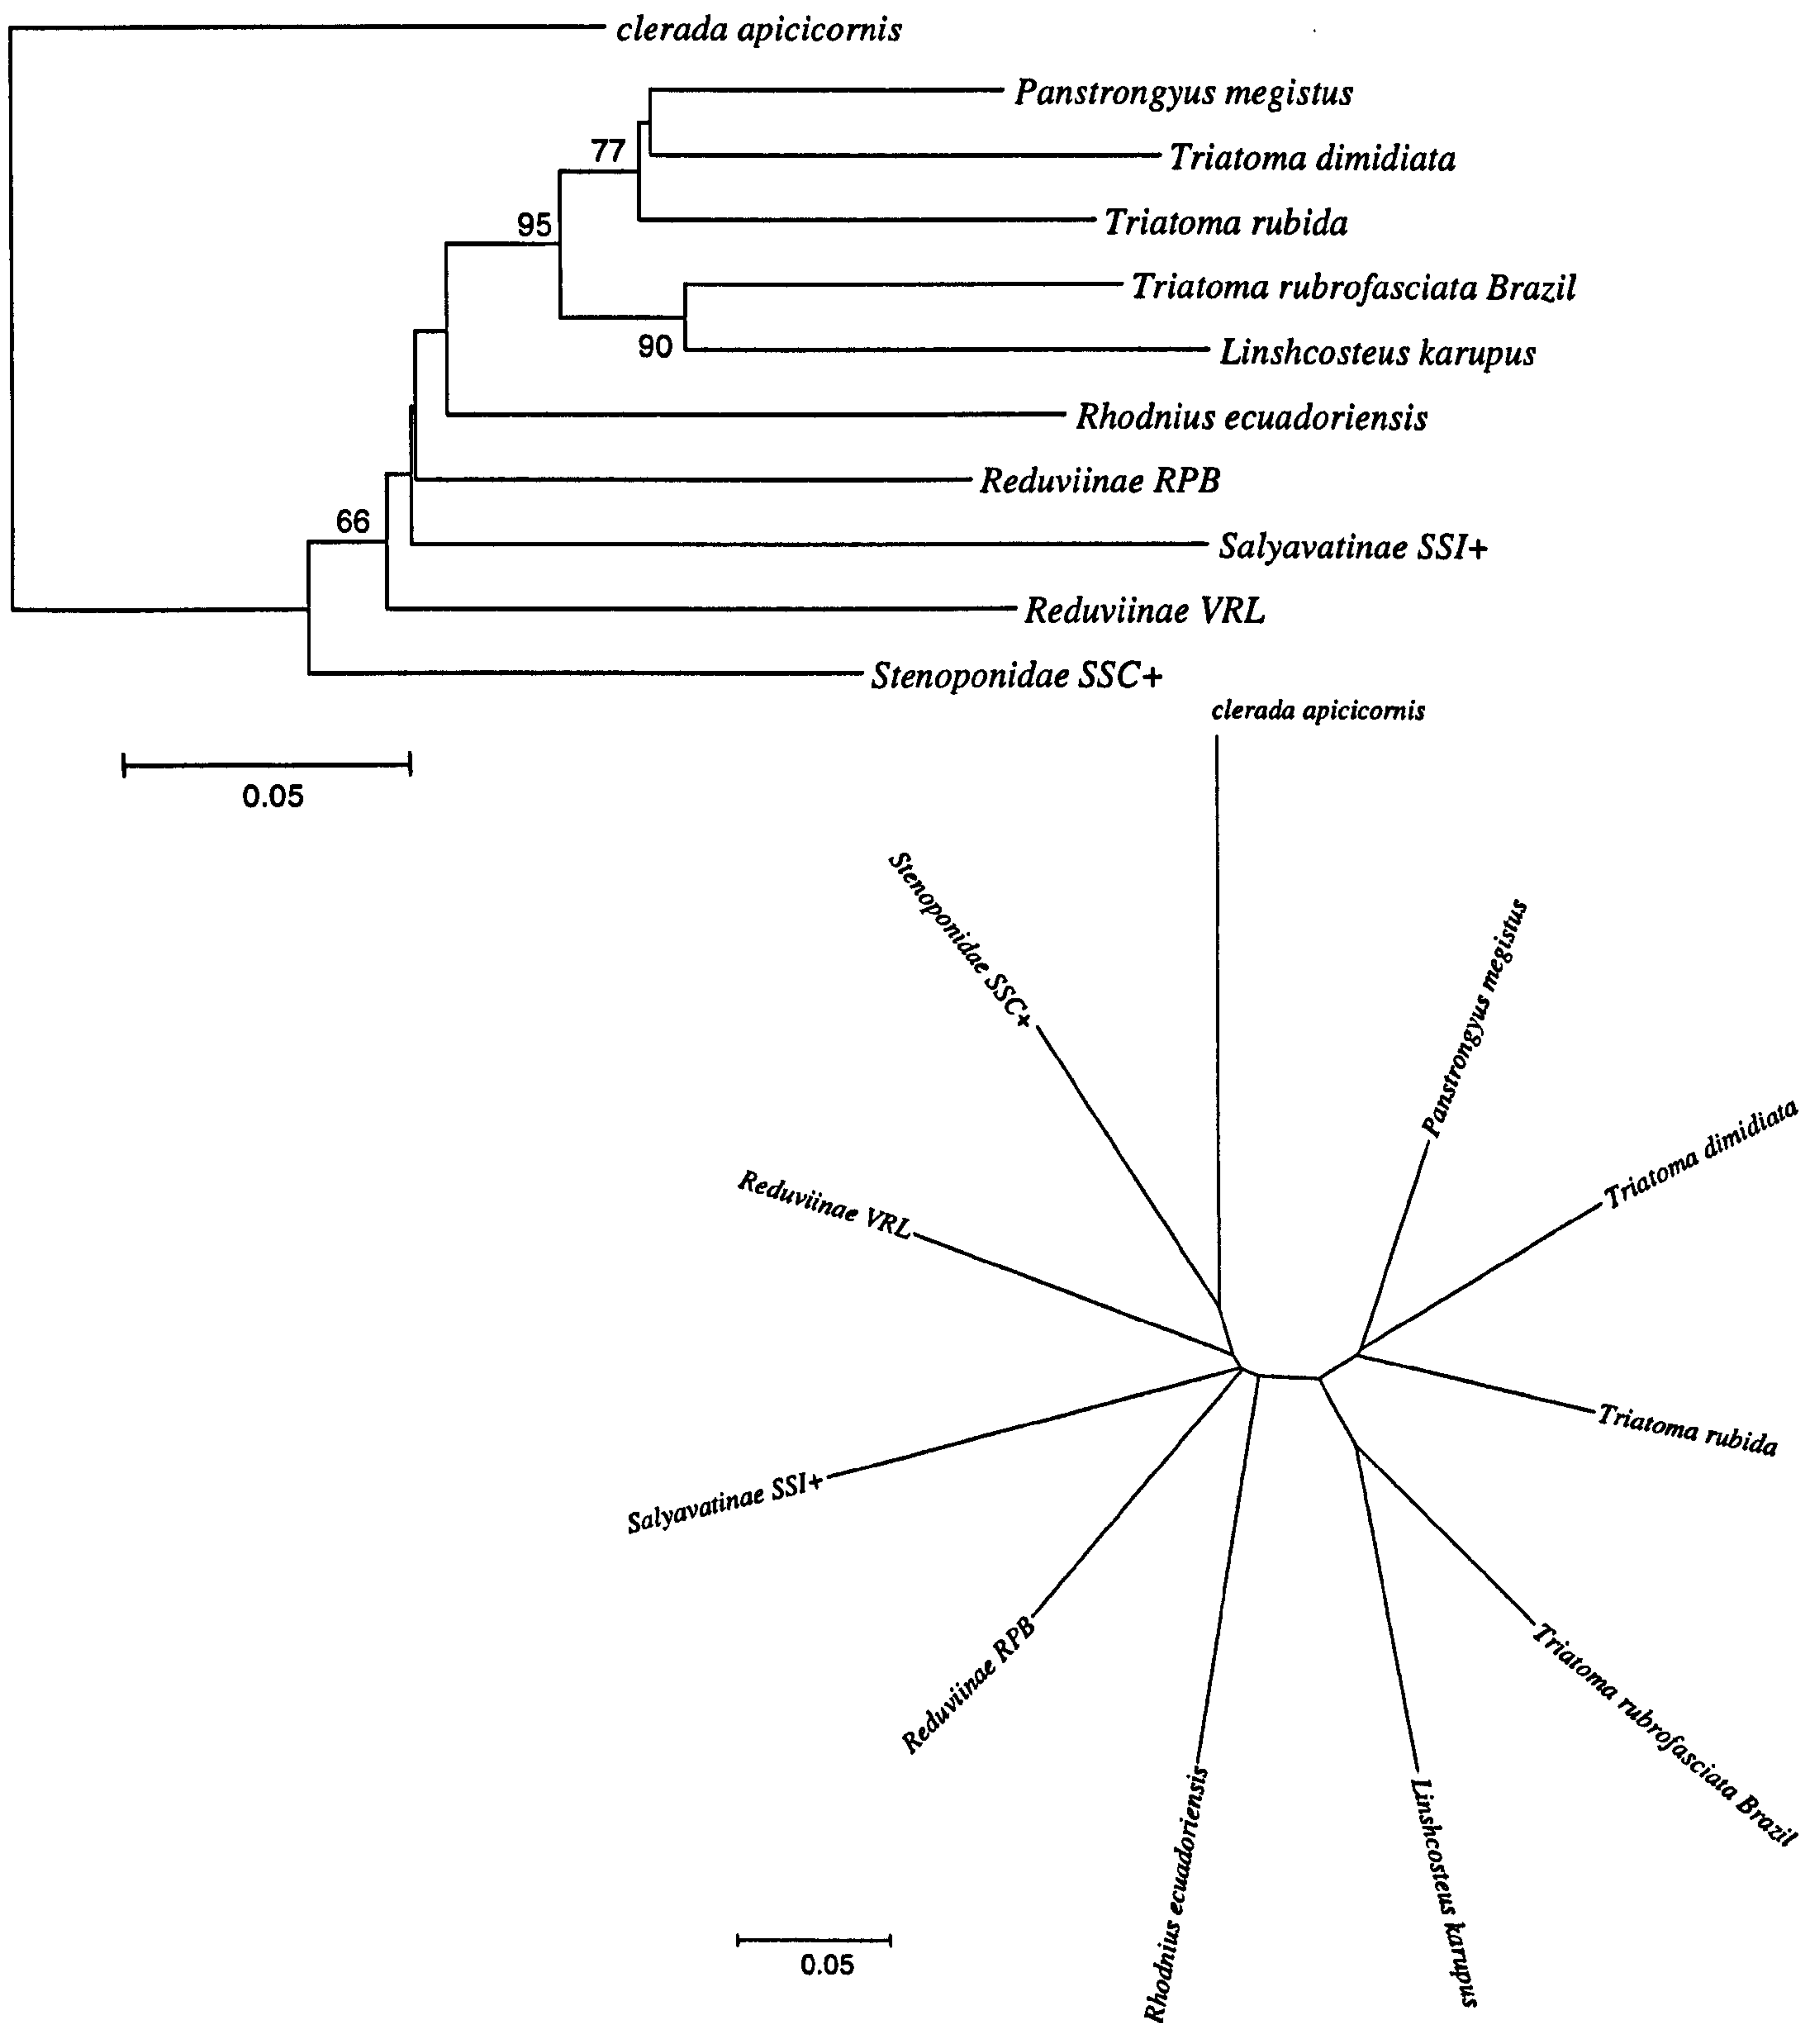 clerada apicicornis
Panstrongyus megistus
77
Triatoma dimidiata
95
Triatoma rubida
Triatoma rubrofasciata Brazil
90
Linshcosteus karupus
Rhodnius ecuadoriensis
Reduviinae RPB
66
Salyavatinae SSI+
Reduviinae VRL
Stenoponidae SSC+
0.05
clerada apicicornis
Stenoponidae SSC+
Panstrongyus megistus
Triatoma dimidiata
Reduviinae VRL
Triatoma rubida
Salyavatinae SSI+
Reduviinae RPB
Triatoma rubrofasciata Brazil
Rhodnius ecuadoriensis
Linshcosteus karupus
0.05